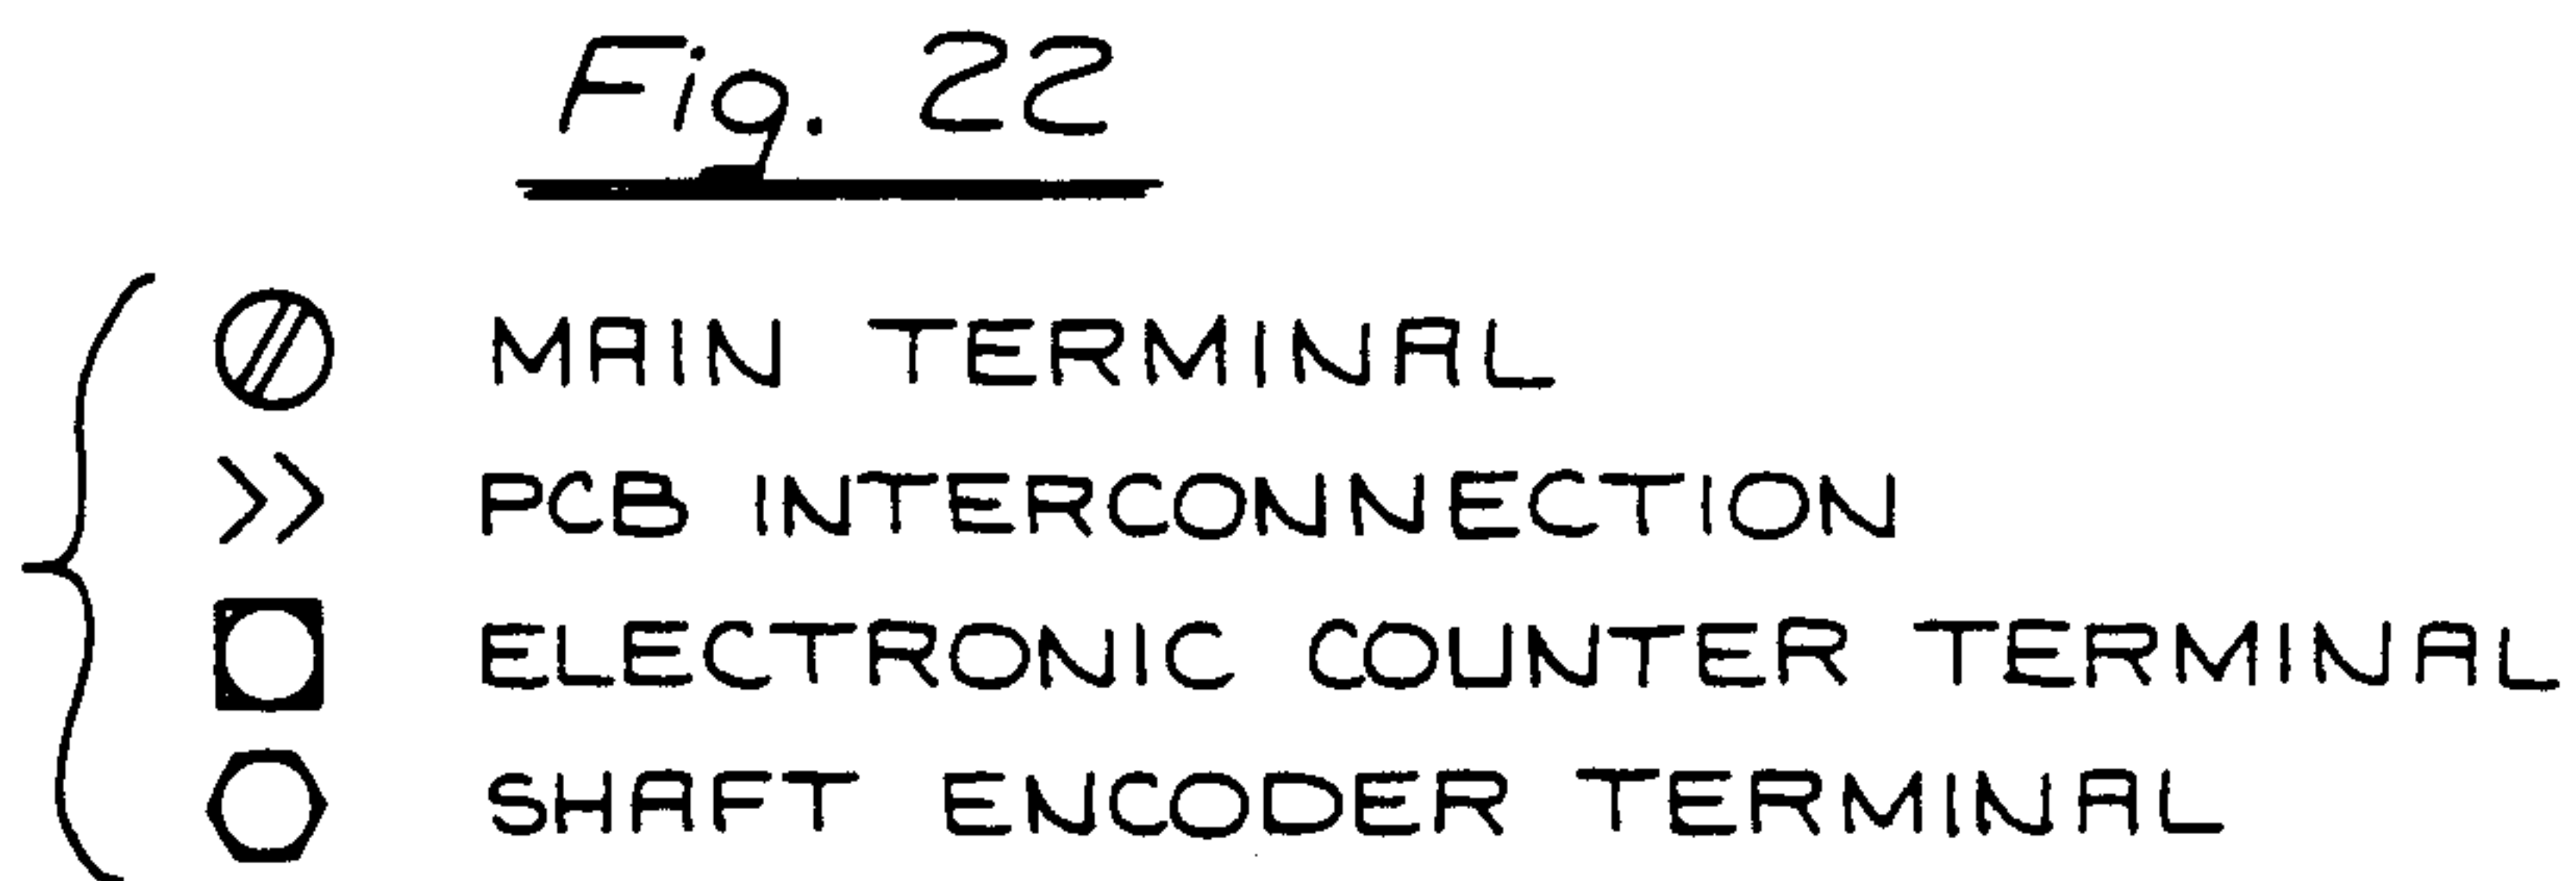 Fig. 22
MAIN TERMINAL
PCB INTERCONNECTION
ELECTRONIC COUNTER TERMINAL
SHAFT ENCODER TERMINAL